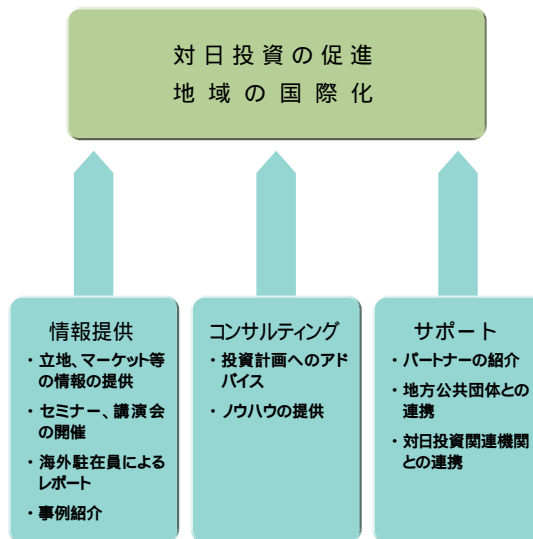 対日投資の促進
地域の国際化
情報提供
・立地、マーケット等
の情報の提供
・セミナー、講演会
の開催
・海外駐在員による
レポート
・事例紹介
コンサルティング
・投資計画へのアド
バイス
・ノウハウの提供
サポート
・パートナーの紹介
・地方公共団体との
連携
・対日投資関連機関
との連携